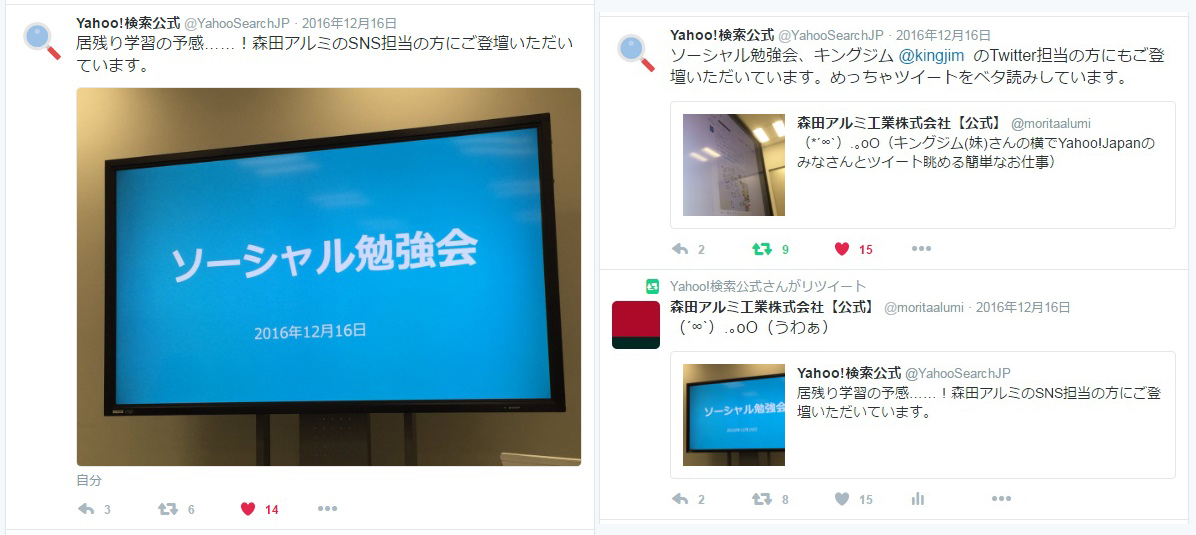 Yahoo!検索公式 @YahooSearchJP · 2016年12月16日
居残り学習の予感……！森田アルミのSNS担当の方にご登壇いただい
ています。
ソーシャル勉強会
2016年12月16日
自分
3 6 14
Yahoo!検索公式 @YahooSearchJP · 2016年12月16日
ソーシャル勉強会、キングジム @kingjim のTwitter担当の方にもご登
壇いただいています。めっちゃツイートをベタ読みしています。
森田アルミ工業株式会社【公式】 @moritaalumi
（*´∞`）.｡oO（キングジム(妹)さんの横でYahoo!Japanの
みなさんとツイート眺める簡単なお仕事）
2 9 15
Yahoo!検索公式さんがリツイート
森田アルミ工業株式会社【公式】 @moritaalumi · 2016年12月16日
（´∞`）.｡oO（うわぁ）
ソーシャル勉強会
Yahoo!検索公式 @YahooSearchJP
居残り学習の予感……！森田アルミのSNS担当の方にご登
壇いただいています。
2 8 15